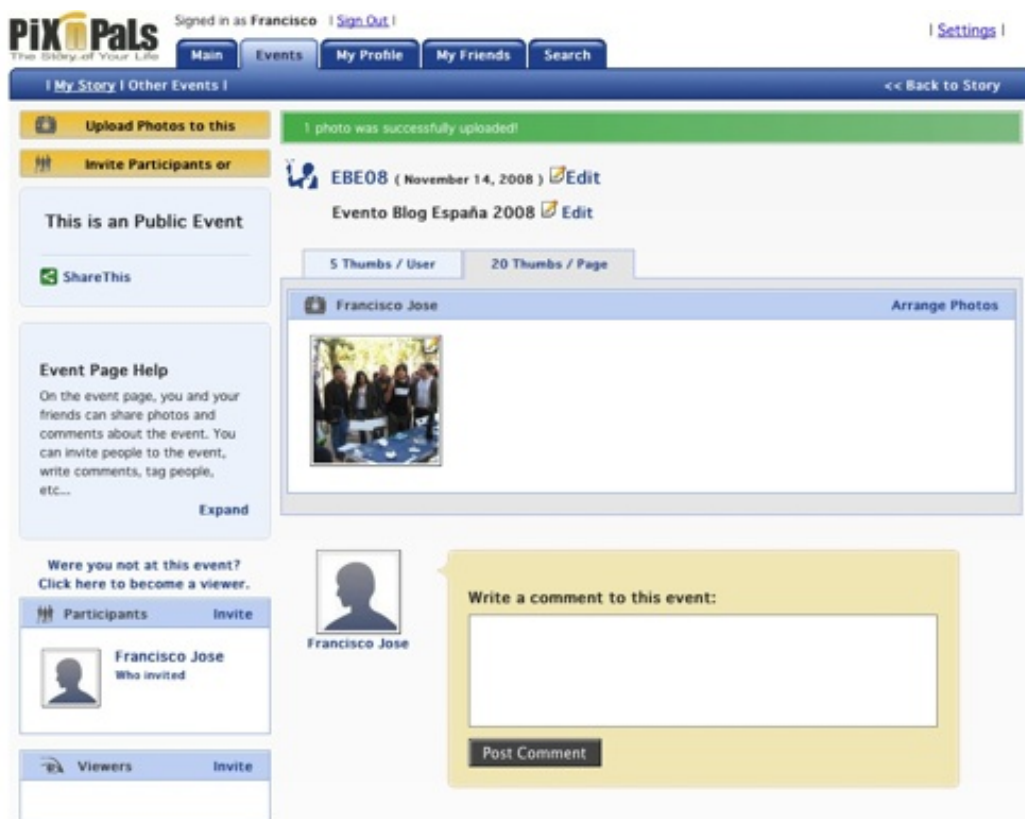 PiXnPals
The Story of Your Life
Signed in as Francisco | Sign Out |
| Settings |
Main
Events
My Profile
My Friends
Search
| My Story | Other Events |
<< Back to Story
Upload Photos to this
Invite Participants or
This is an Public Event
ShareThis
Event Page Help
On the event page, you and your
friends can share photos and
comments about the event. You
can invite people to the event,
write comments, tag people,
etc...
Expand
Were you not at this event?
Click here to become a viewer.
Participants
Invite
Francisco Jose
Who invited
Viewers
Invite
1 photo was successfully uploaded!
EBE08 ( November 14, 2008 ) Edit
Evento Blog España 2008 Edit
5 Thumbs / User
20 Thumbs / Page
Francisco Jose
Arrange Photos
Francisco Jose
Write a comment to this event:
Post Comment